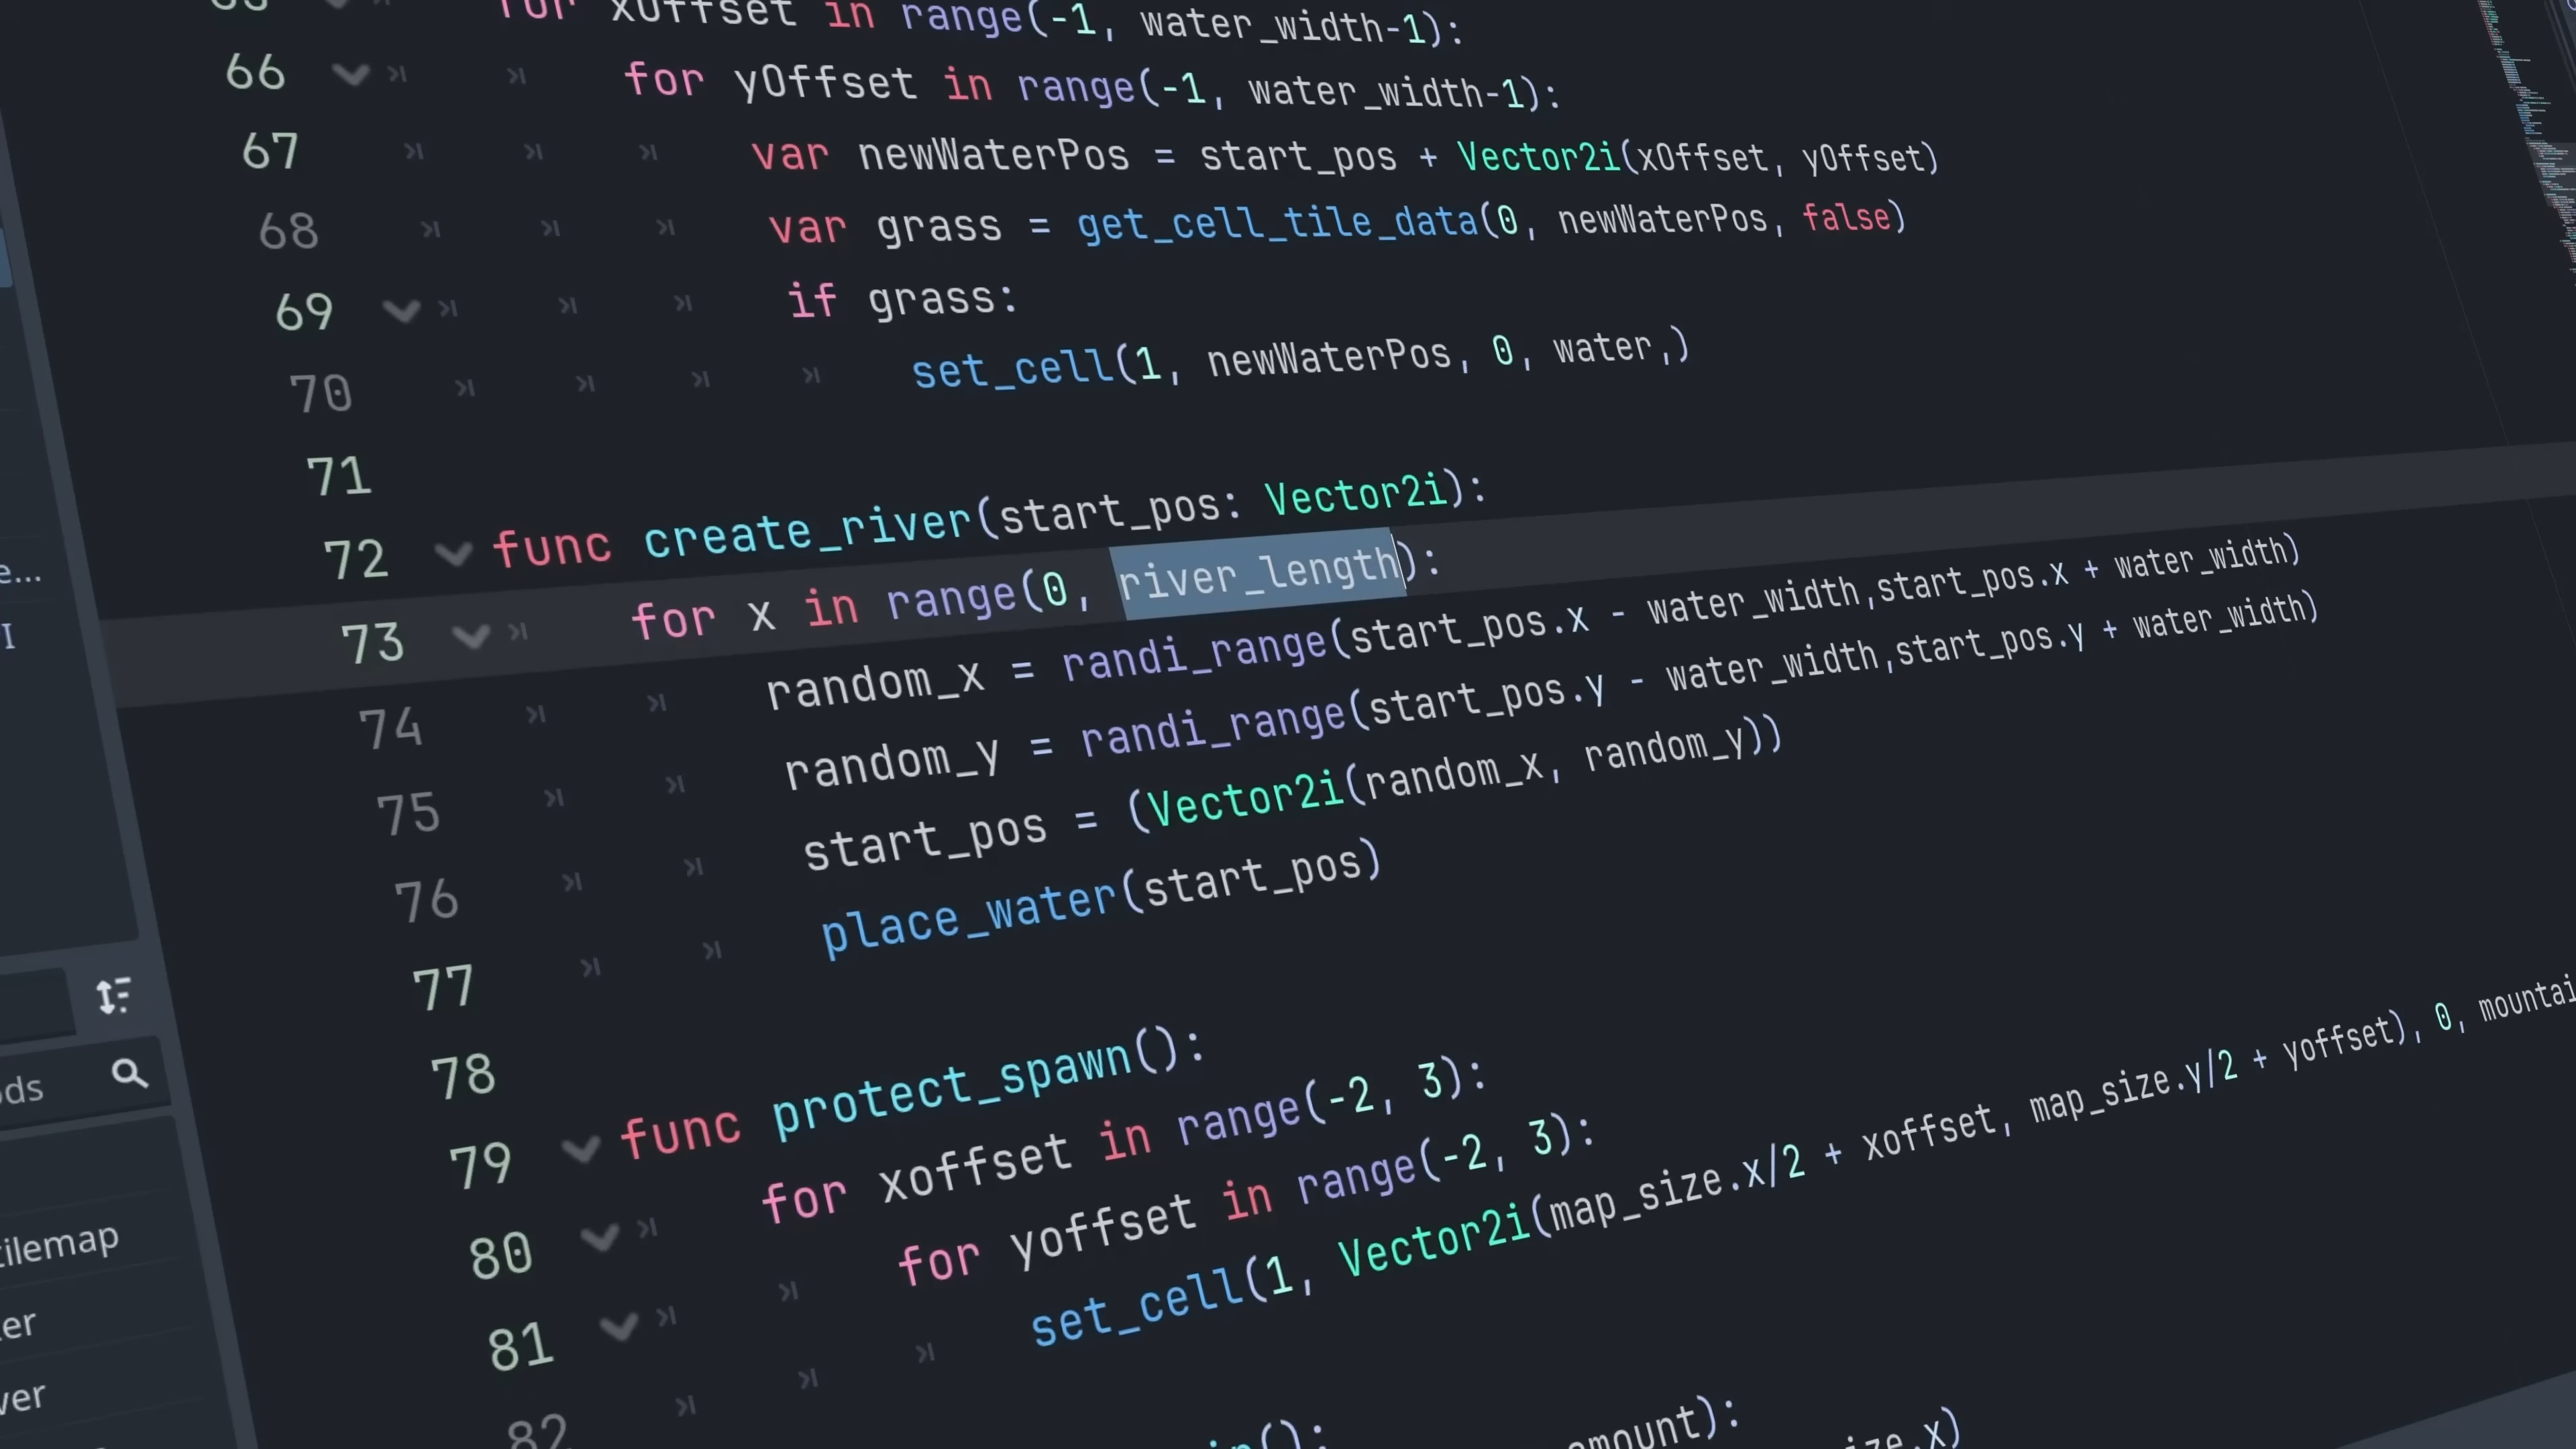 for xOffset in range(-1, water_width-1):
66 for yOffset in range(-1, water_width-1):
67 var newWaterPos = start_pos + Vector2i(xOffset, yOffset)
68 var grass = get_cell_tile_data(0, newWaterPos, false)
69 if grass:
70 set_cell(1, newWaterPos, 0, water,)
71
72 func create_river(start_pos: Vector2i):
73 for x in range(0, river_length):
74 random_x = randi_range(start_pos.x - water_width,start_pos.x + water_width)
75 random_y = randi_range(start_pos.y - water_width,start_pos.y + water_width)
76 start_pos = (Vector2i(random_x, random_y))
77 place_water(start_pos)
78
79 func protect_spawn():
80 for xoffset in range(-2, 3):
81 for yoffset in range(-2, 3):
82 set_cell(1, Vector2i(map_size.x/2 + xoffset, map_size.y/2 + yoffset), 0, mountai
in():
amount):
ize.x)
e...
I
ods
tilemap
er
ver